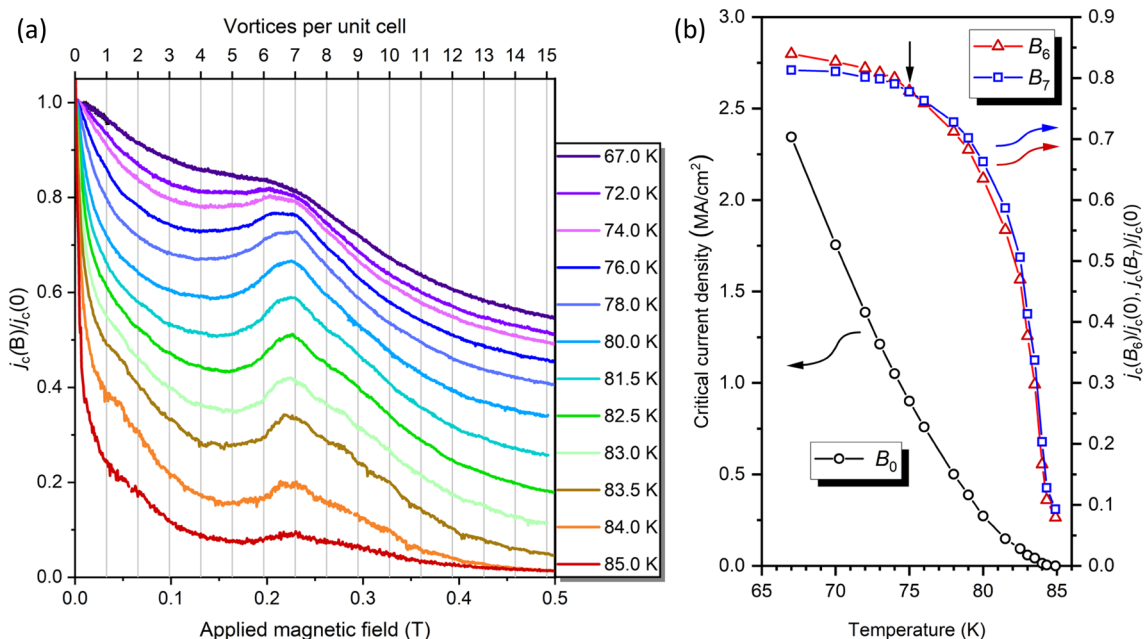 (a)
Vortices per unit cell
0 1 2 3 4 5 6 7 8 9 10 11 12 13 14 15
1.0
0.8
0.6
0.4
0.2
0.0
j_c(B)/j_c(0)
0.0 0.1 0.2 0.3 0.4 0.5
Applied magnetic field (T)
67.0 K
72.0 K
74.0 K
76.0 K
78.0 K
80.0 K
81.5 K
82.5 K
83.0 K
83.5 K
84.0 K
85.0 K
(b)
3.0
2.5
2.0
1.5
1.0
0.5
0.0
Critical current density (MA/cm²)
B₆
B₇
B₀
0.9
0.8
0.7
0.6
0.5
0.4
0.3
0.2
0.1
0.0
j_c(B₆)/j_c(0), j_c(B₇)/j_c(0)
65 70 75 80 85
Temperature (K)